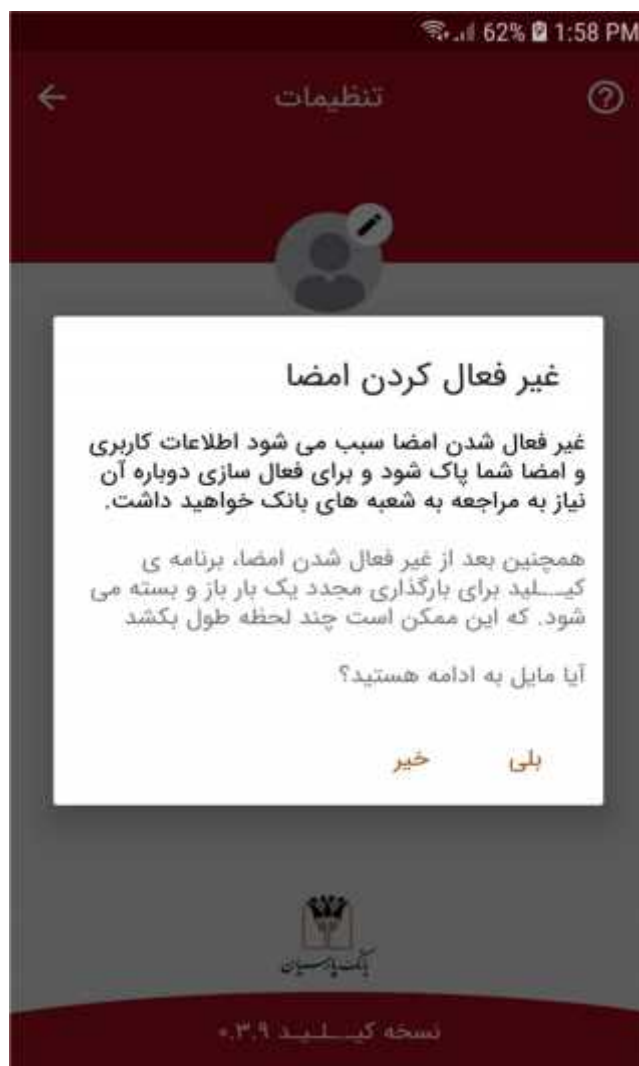 62% 1:58 PM
تنظیمات
غیر فعال کردن امضا
غیر فعال شدن امضا سبب می شود اطلاعات کاربری
و امضا شما پاک شود و برای فعال سازی دوباره آن
نیاز به مراجعه به شعبه های بانک خواهید داشت.
همچنین بعد از غیر فعال شدن امضا، برنامه ی
کیـــلید برای بارگذاری مجدد یک بار باز و بسته می
شود. که این ممکن است چند لحظه طول بکشد
آیا مایل به ادامه هستید؟
بلی خیر
بانک پارسیان
نسخه کیـــلـیـد ۰.۳.۹